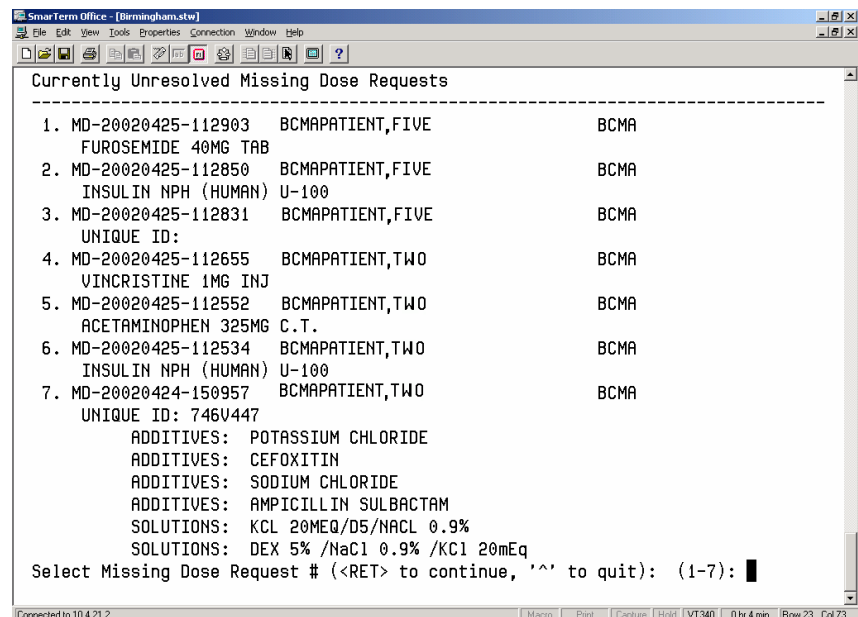 SmarTerm Office - [Birmingham.stw]
File Edit View Tools Properties Connection Window Help
Currently Unresolved Missing Dose Requests
--------------------------------------------------------------------------------
1. MD-20020425-112903 BCMAPATIENT,FIVE BCMA
FUROSEMIDE 40MG TAB
2. MD-20020425-112850 BCMAPATIENT,FIVE BCMA
INSULIN NPH (HUMAN) U-100
3. MD-20020425-112831 BCMAPATIENT,FIVE BCMA
UNIQUE ID:
4. MD-20020425-112655 BCMAPATIENT,TWO BCMA
VINCRISTINE 1MG INJ
5. MD-20020425-112552 BCMAPATIENT,TWO BCMA
ACETAMINOPHEN 325MG C.T.
6. MD-20020425-112534 BCMAPATIENT,TWO BCMA
INSULIN NPH (HUMAN) U-100
7. MD-20020424-150957 BCMAPATIENT,TWO BCMA
UNIQUE ID: 746V447
ADDITIVES: POTASSIUM CHLORIDE
ADDITIVES: CEFOXITIN
ADDITIVES: SODIUM CHLORIDE
ADDITIVES: AMPICILLIN SULBACTAM
SOLUTIONS: KCL 20MEQ/D5/NACL 0.9%
SOLUTIONS: DEX 5% /NaCl 0.9% /KCl 20mEq
Select Missing Dose Request # (<RET> to continue, '^' to quit): (1-7):
Connected to 10.4.21.2 Macro Print Capture Hold VT340 0 hr 4 min Row 23 Col 73